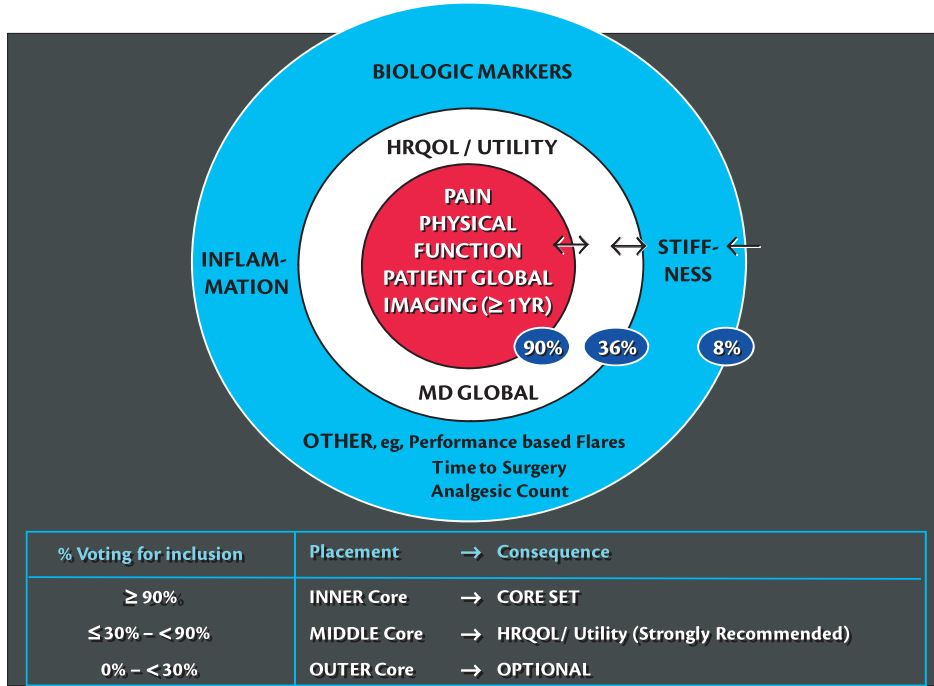 BIOLOGIC MARKERS
HRQOL / UTILITY
PAIN
PHYSICAL
FUNCTION
PATIENT GLOBAL
IMAGING (≥ 1YR)
INFLAM-
MATION
STIFF-
NESS
90%
36%
8%
MD GLOBAL
OTHER, eg, Performance based Flares
Time to Surgery
Analgesic Count
% Voting for inclusion Placement → Consequence
≥ 90% INNER Core → CORE SET
≤ 30% – < 90% MIDDLE Core → HRQOL / Utility (Strongly Recommended)
0% – < 30% OUTER Core → OPTIONAL